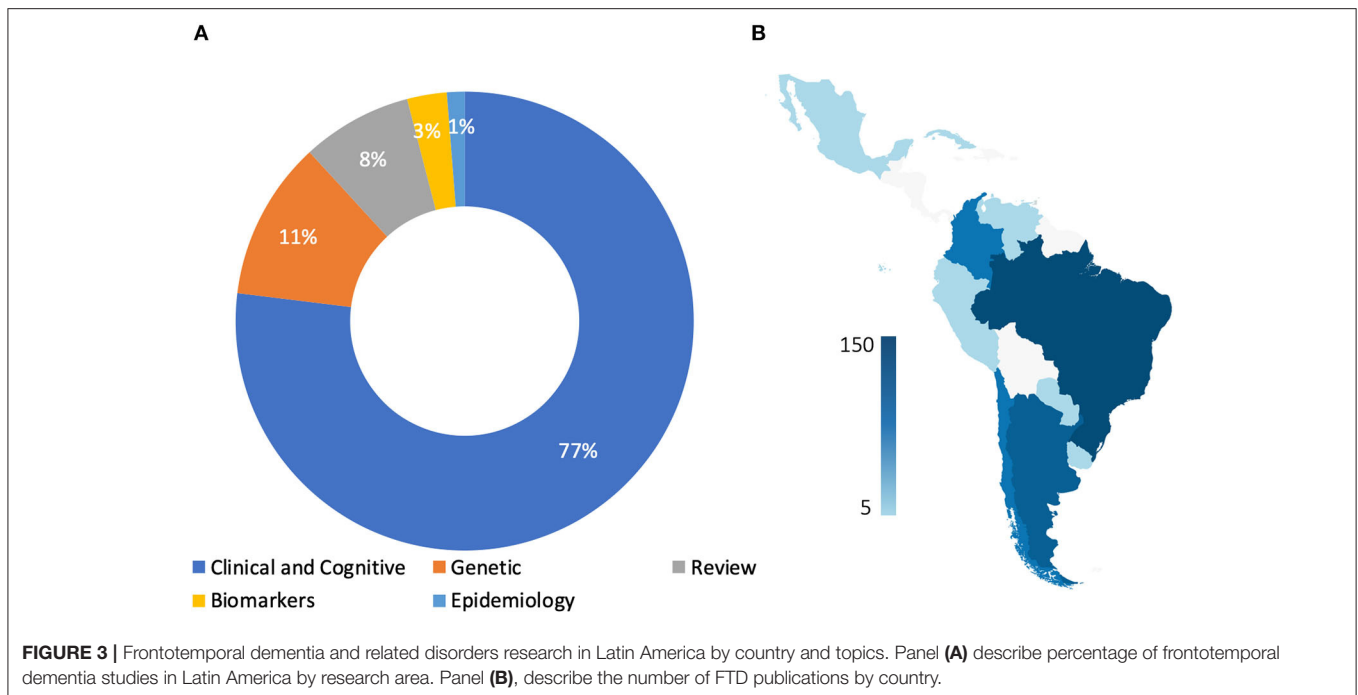 A
B
1%
3%
8%
11%
77%
150
5
Clinical and Cognitive Genetic Review
Biomarkers Epidemiology
FIGURE 3 | Frontotemporal dementia and related disorders research in Latin America by country and topics. Panel (A) describe percentage of frontotemporal
dementia studies in Latin America by research area. Panel (B), describe the number of FTD publications by country.